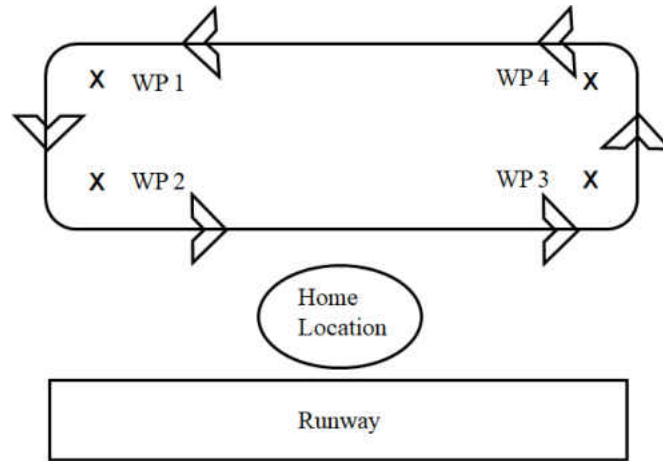 X WP 1
WP 4 X
X WP 2
WP 3 X
Home
Location
Runway